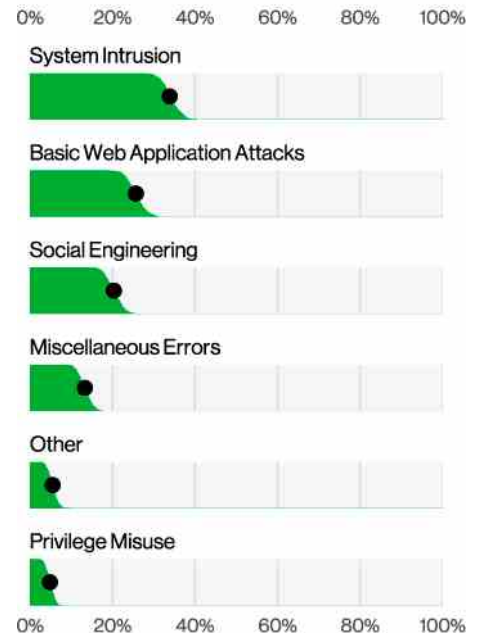 0% 20% 40% 60% 80% 100%
System Intrusion
Basic Web Application Attacks
Social Engineering
Miscellaneous Errors
Other
Privilege Misuse
0% 20% 40% 60% 80% 100%